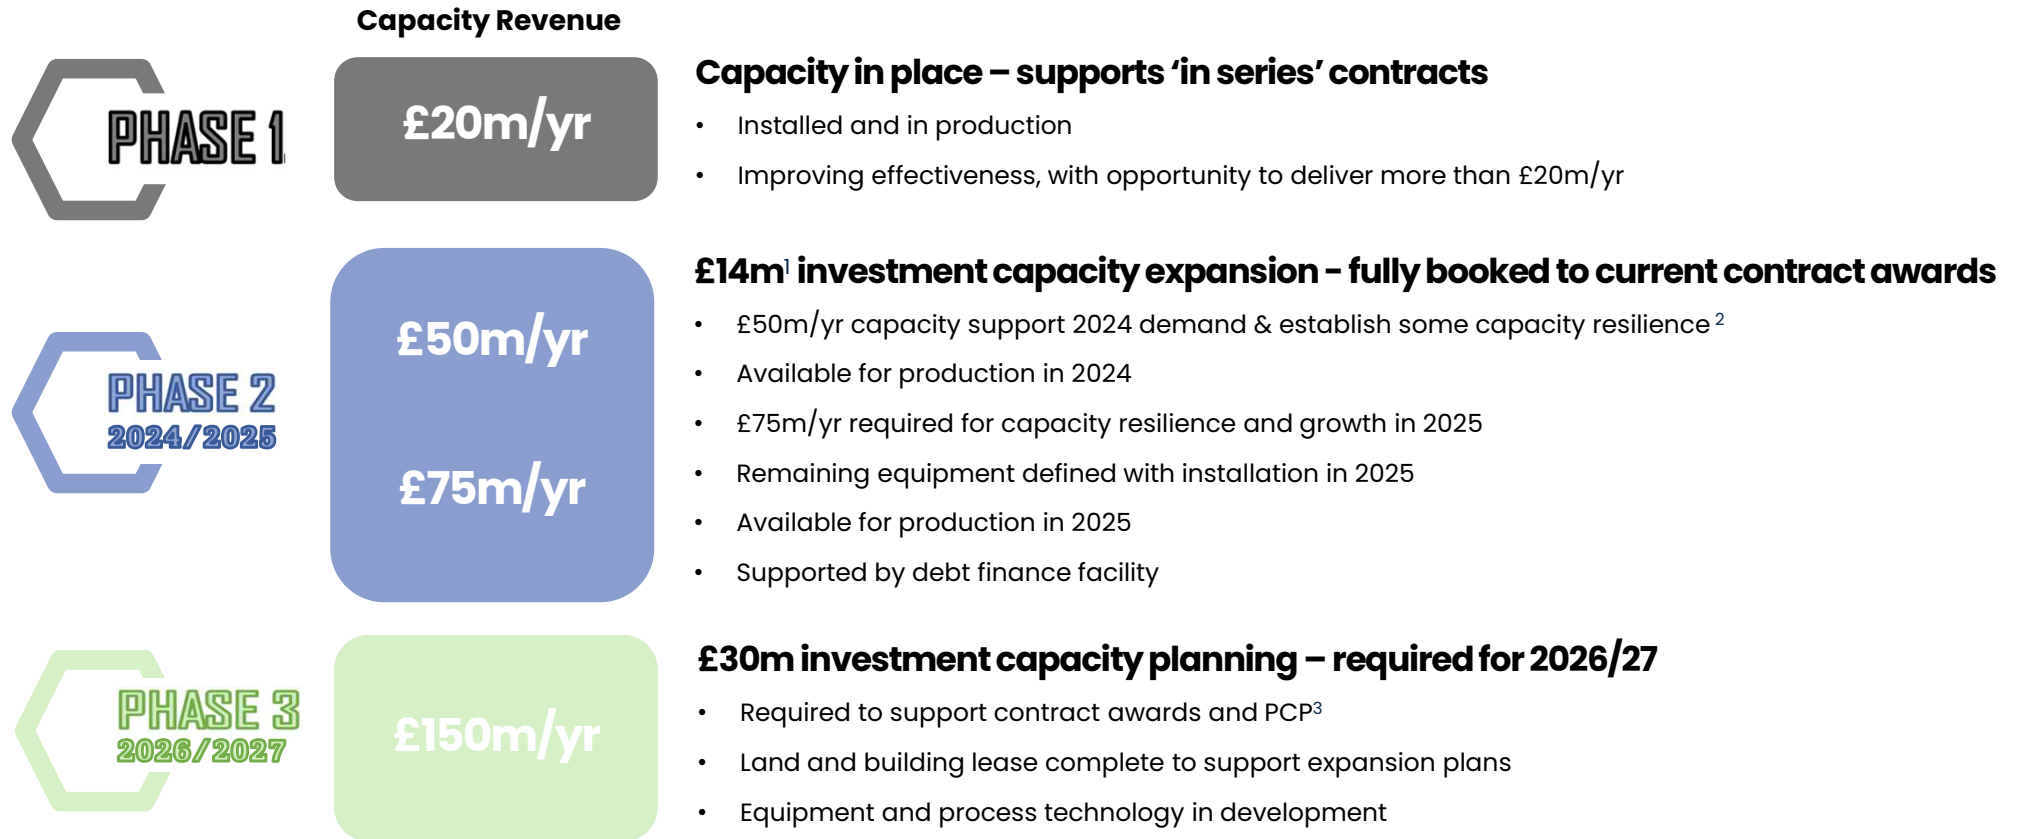 Capacity Revenue
PHASE 1
£20m/yr
Capacity in place – supports ‘in series’ contracts
• Installed and in production
• Improving effectiveness, with opportunity to deliver more than £20m/yr
PHASE 2
2024/2025
£50m/yr
£75m/yr
£14m¹ investment capacity expansion - fully booked to current contract awards
• £50m/yr capacity support 2024 demand & establish some capacity resilience ²
• Available for production in 2024
• £75m/yr required for capacity resilience and growth in 2025
• Remaining equipment defined with installation in 2025
• Available for production in 2025
• Supported by debt finance facility
PHASE 3
2026/2027
£150m/yr
£30m investment capacity planning – required for 2026/27
• Required to support contract awards and PCP³
• Land and building lease complete to support expansion plans
• Equipment and process technology in development